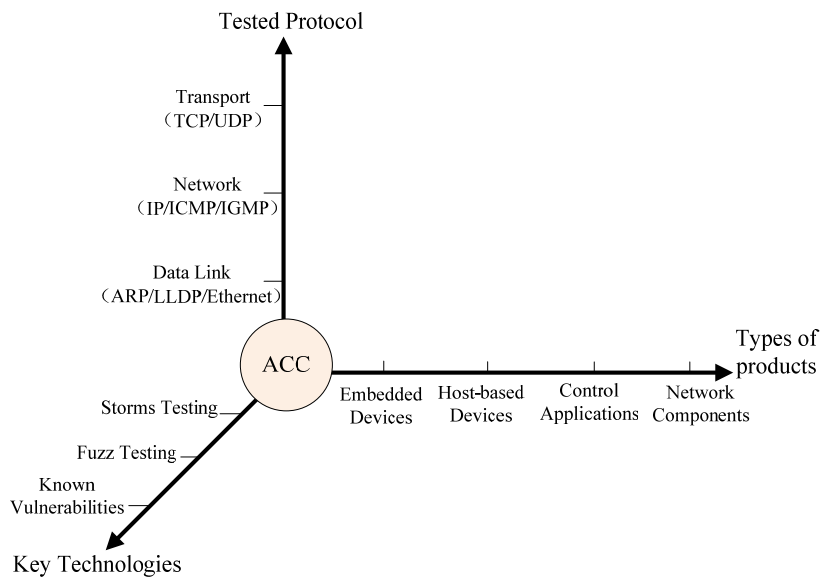 Tested Protocol
Transport
（TCP/UDP）
Network
（IP/ICMP/IGMP）
Data Link
（ARP/LLDP/Ethernet）
ACC
Types of
products
Embedded
Devices
Host-based
Devices
Control
Applications
Network
Components
Storms Testing
Fuzz Testing
Known
Vulnerabilities
Key Technologies